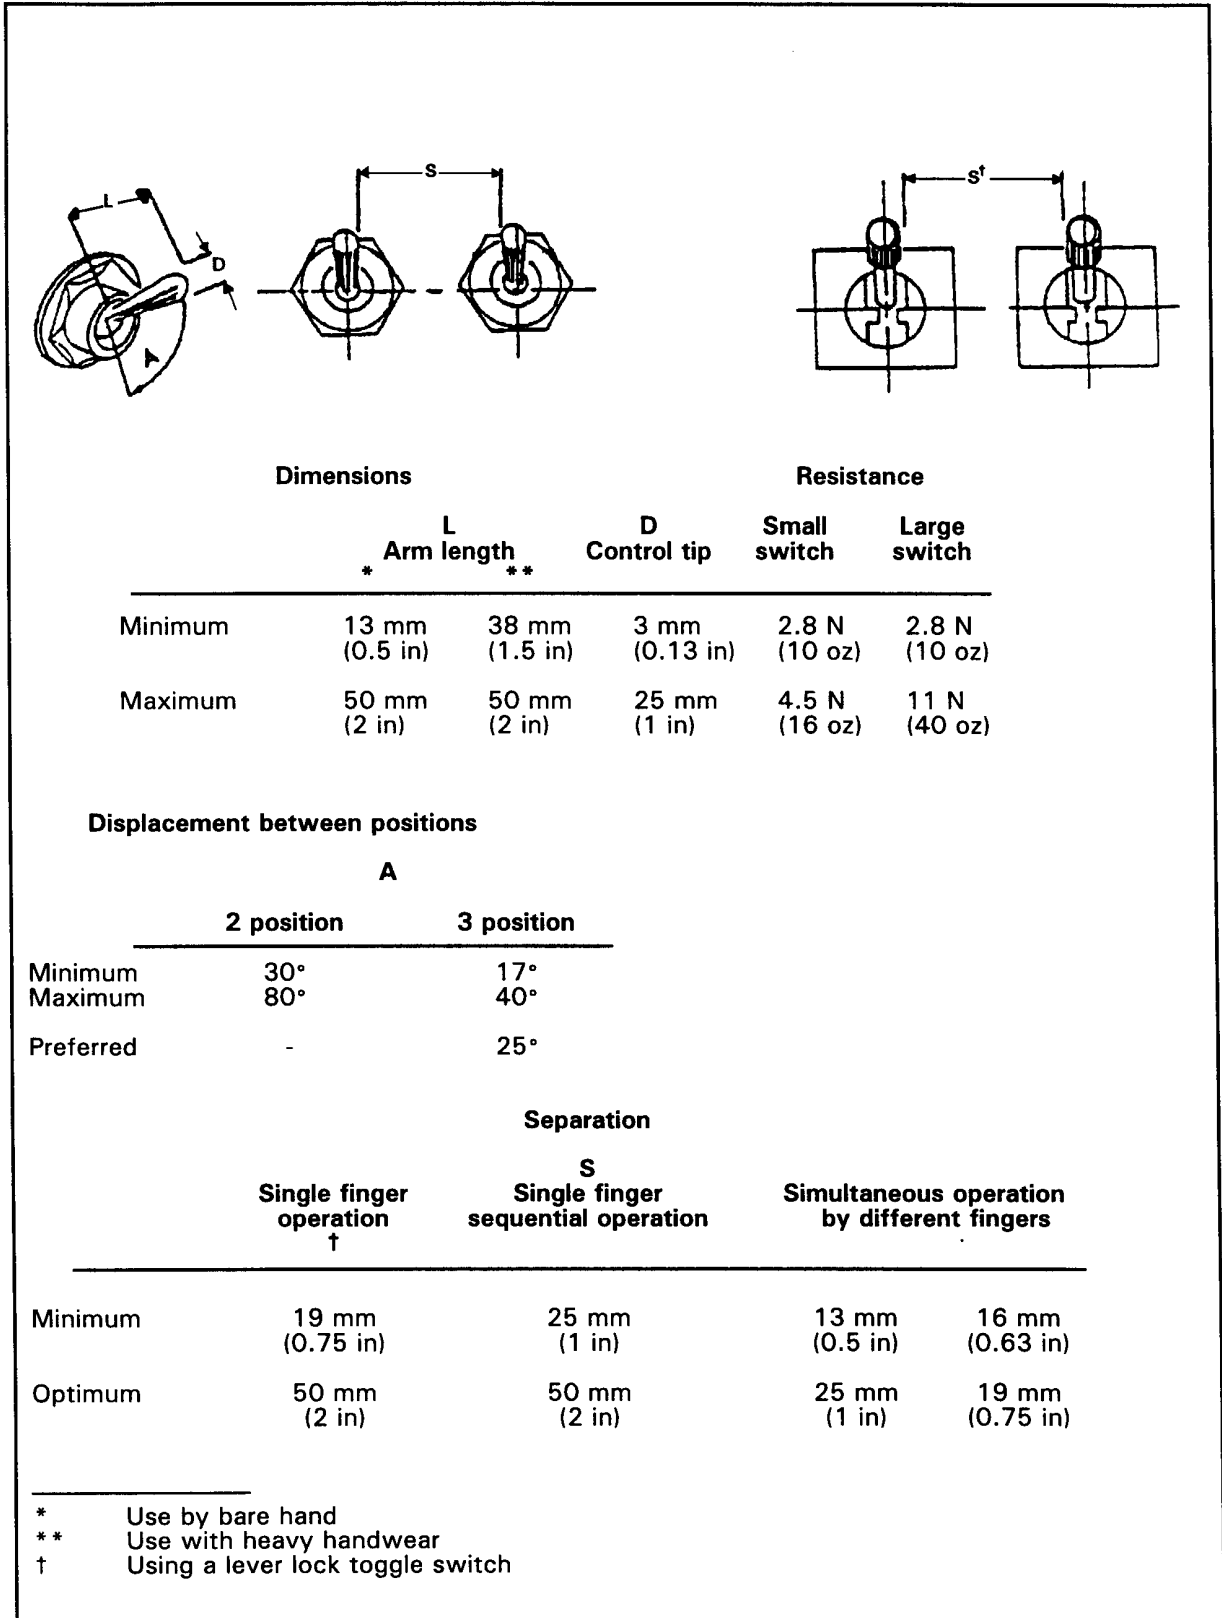 L
D
A
S
S†
Dimensions Resistance
L D Small Large
Arm length Control tip switch switch
* **
Minimum 13 mm 38 mm 3 mm 2.8 N 2.8 N
(0.5 in) (1.5 in) (0.13 in) (10 oz) (10 oz)
Maximum 50 mm 50 mm 25 mm 4.5 N 11 N
(2 in) (2 in) (1 in) (16 oz) (40 oz)
Displacement between positions
A
2 position 3 position
Minimum 30° 17°
Maximum 80° 40°
Preferred - 25°
Separation
S
Single finger Single finger Simultaneous operation
operation sequential operation by different fingers
†
Minimum 19 mm 25 mm 13 mm 16 mm
(0.75 in) (1 in) (0.5 in) (0.63 in)
Optimum 50 mm 50 mm 25 mm 19 mm
(2 in) (2 in) (1 in) (0.75 in)
* Use by bare hand
** Use with heavy handwear
† Using a lever lock toggle switch